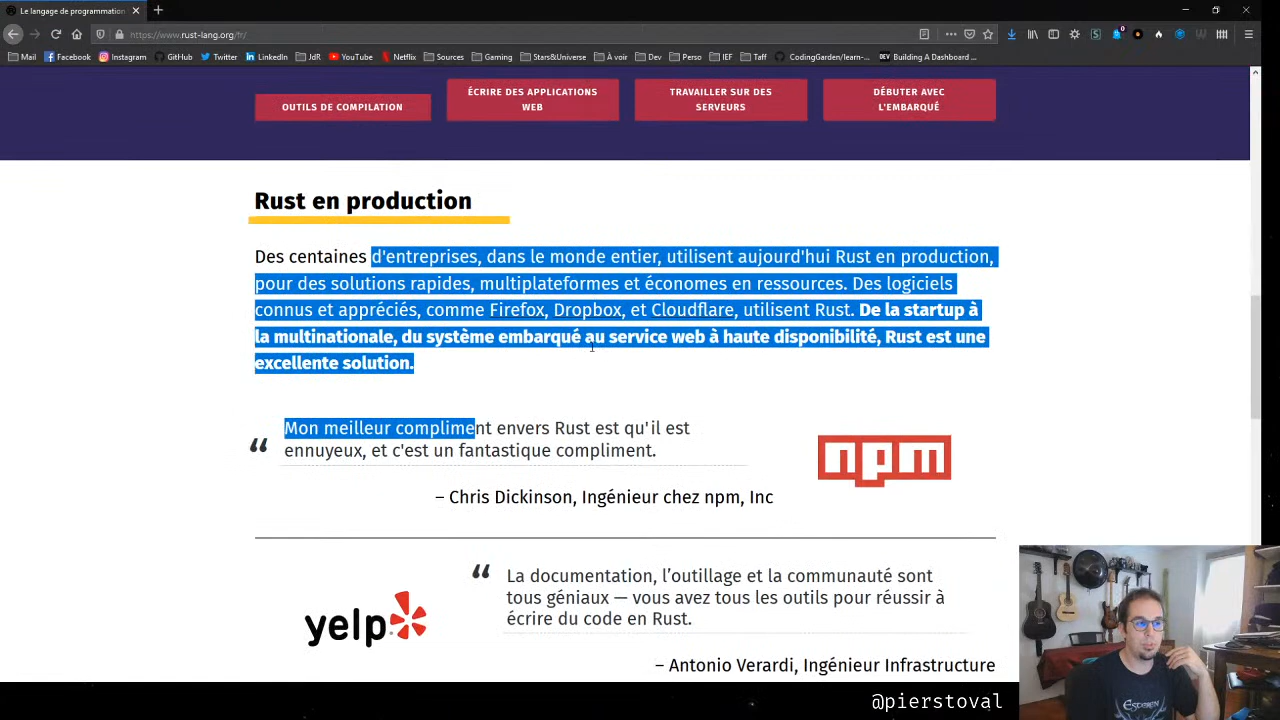 Le langage de programmation
https://www.rust-lang.org/fr/
Mail Facebook Instagram GitHub JdR Twitter LinkedIn YouTube Netflix Sources Gaming Stars&Universe À voir Dev Perso IEF Taff CodingGarden/learn-... Building A Dashboard ...
OUTILS DE COMPILATION
ÉCRIRE DES APPLICATIONS
WEB
TRAVAILLER SUR DES
SERVEURS
DÉBUTER AVEC
L'EMBARQUÉ
Rust en production
Des centaines d'entreprises, dans le monde entier, utilisent aujourd'hui Rust en production,
pour des solutions rapides, multiplateformes et économes en ressources. Des logiciels
connus et appréciés, comme Firefox, Dropbox, et Cloudflare, utilisent Rust. De la startup à
la multinationale, du système embarqué au service web à haute disponibilité, Rust est une
excellente solution.
“ Mon meilleur compliment envers Rust est qu'il est
ennuyeux, et c'est un fantastique compliment.
– Chris Dickinson, Ingénieur chez npm, Inc
npm
“ La documentation, l’outillage et la communauté sont
tous géniaux — vous avez tous les outils pour réussir à
écrire du code en Rust.
yelp
– Antonio Verardi, Ingénieur Infrastructure
@pierstoval